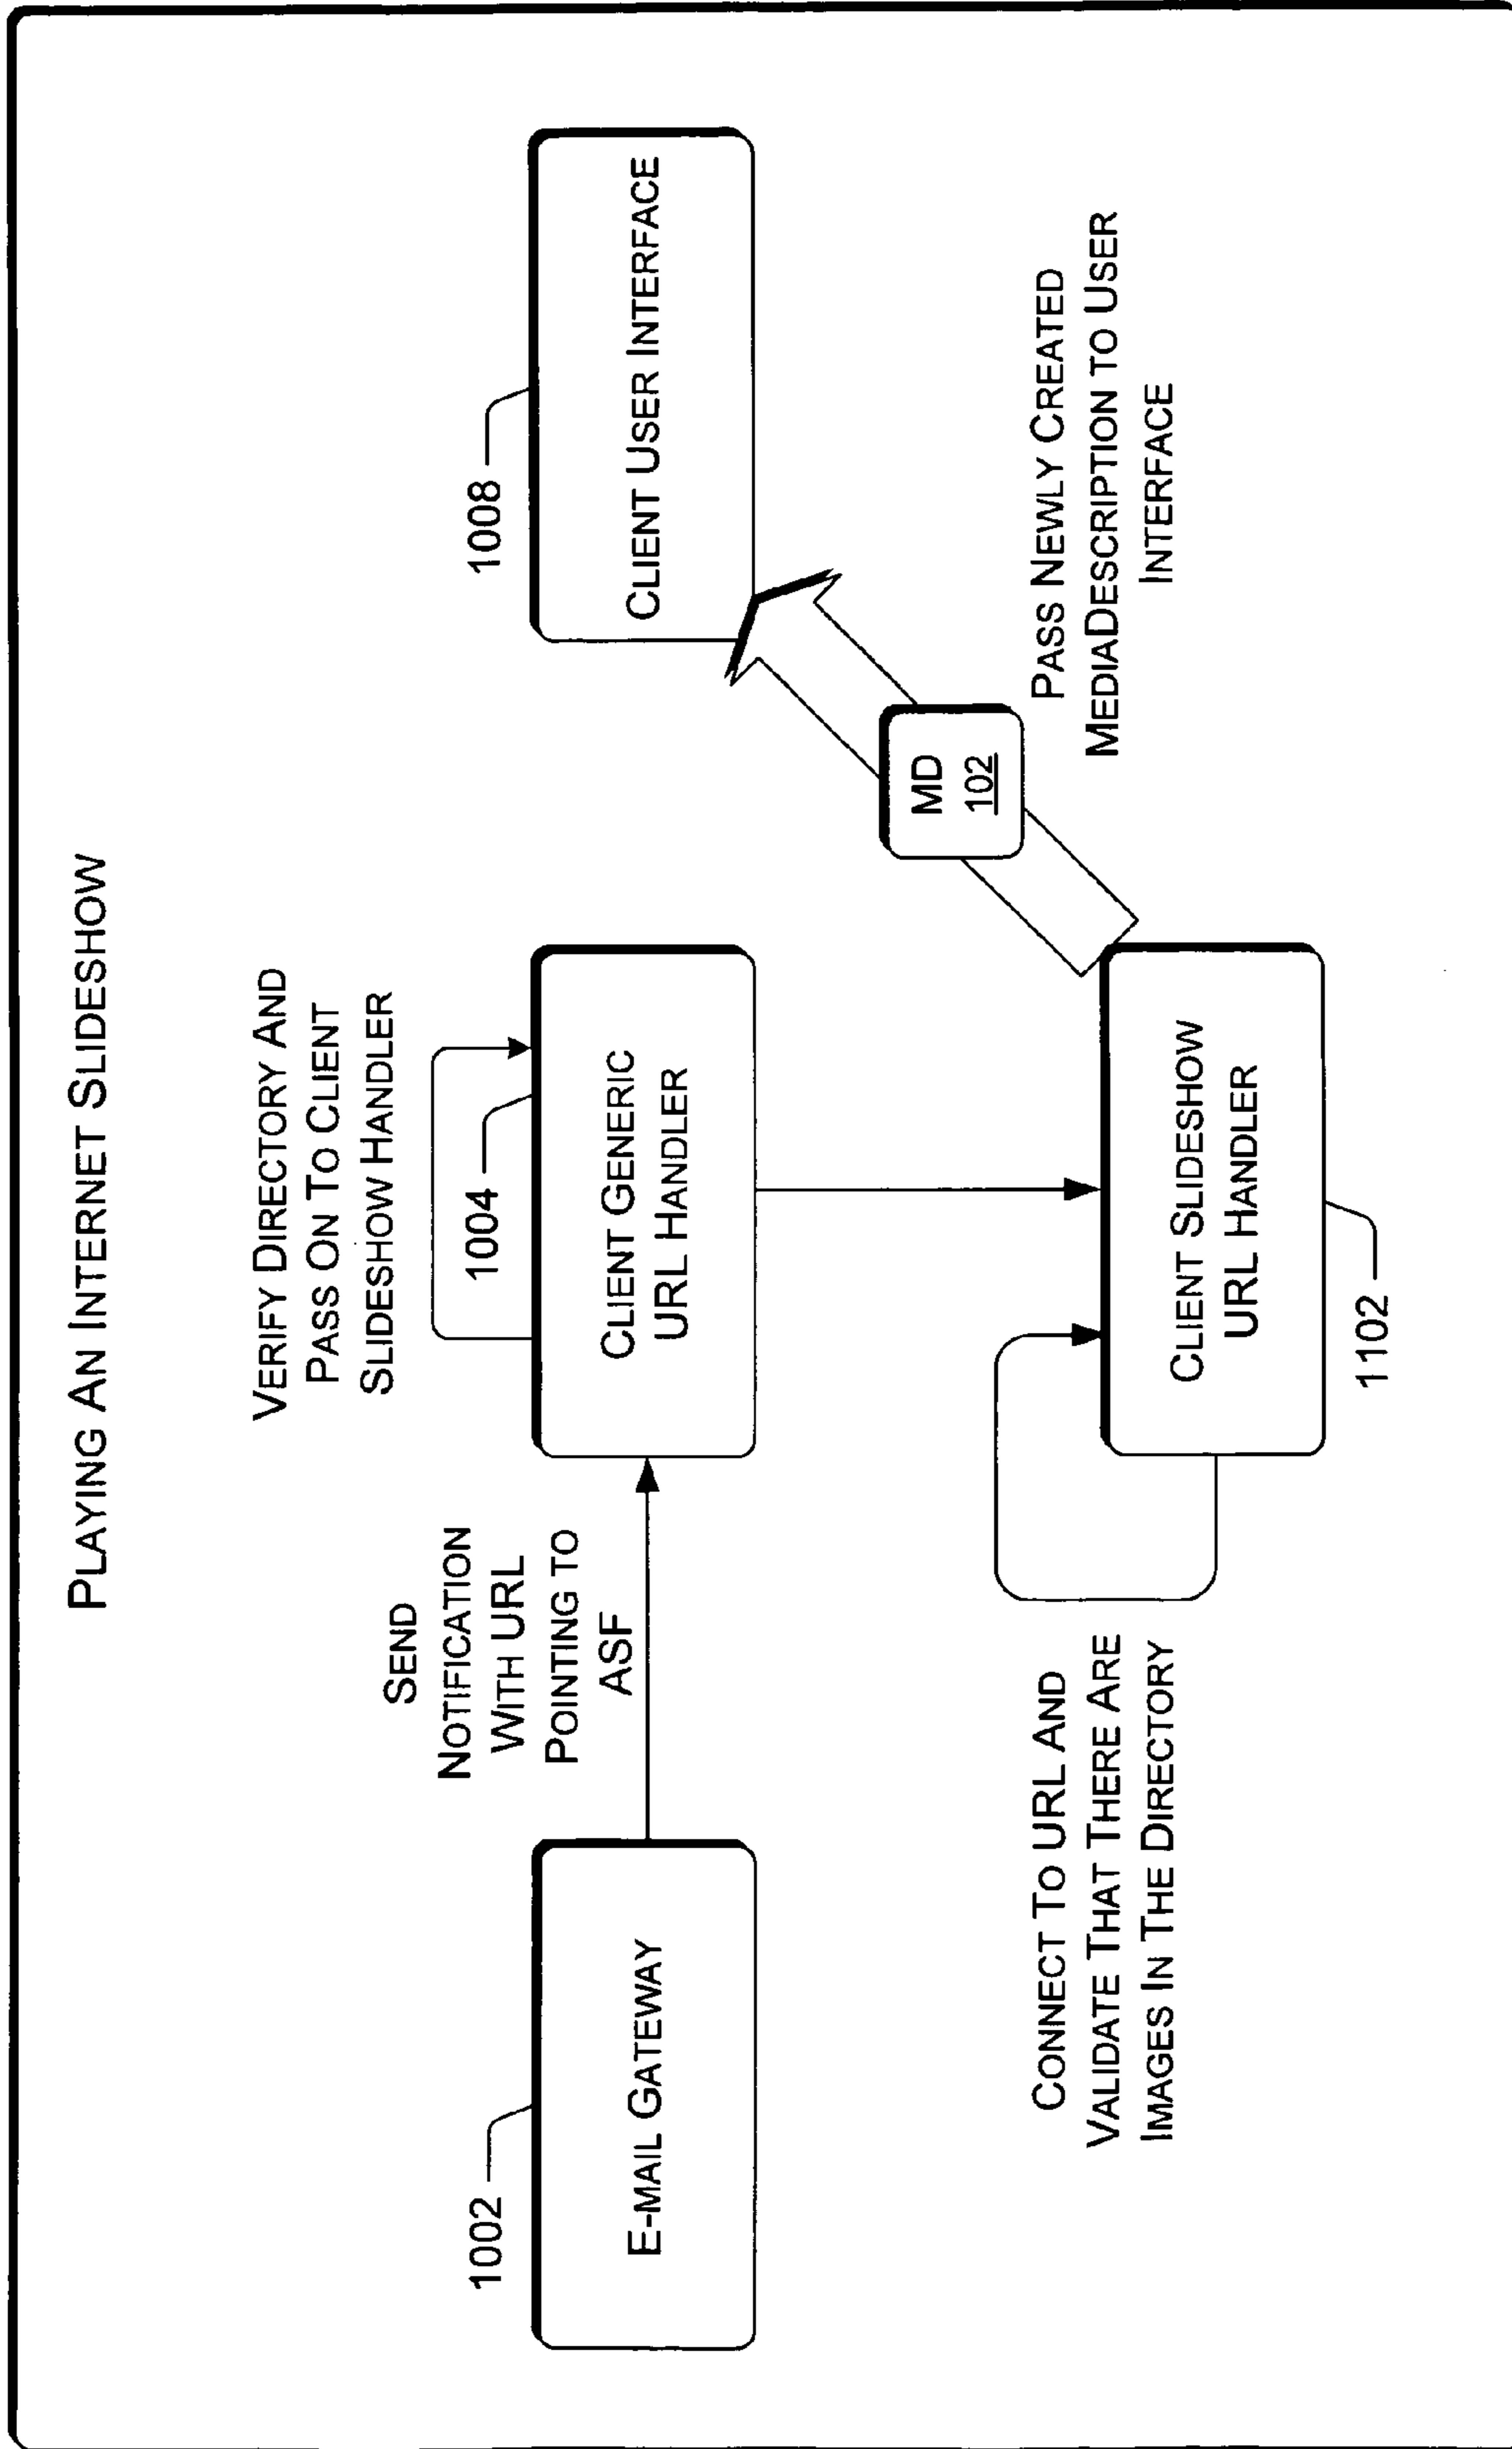 PLAYING AN INTERNET SLIDESHOW
VERIFY DIRECTORY AND
PASS ON TO CLIENT
SLIDESHOW HANDLER
SEND
NOTIFICATION
WITH URL
POINTING TO
ASF
1002
E-MAIL GATEWAY
1004
CLIENT GENERIC
URL HANDLER
1008
CLIENT USER INTERFACE
MD
102
PASS NEWLY CREATED
MEDIADESCRIPTION TO USER
INTERFACE
CONNECT TO URL AND
VALIDATE THAT THERE ARE
IMAGES IN THE DIRECTORY
CLIENT SLIDESHOW
URL HANDLER
1102